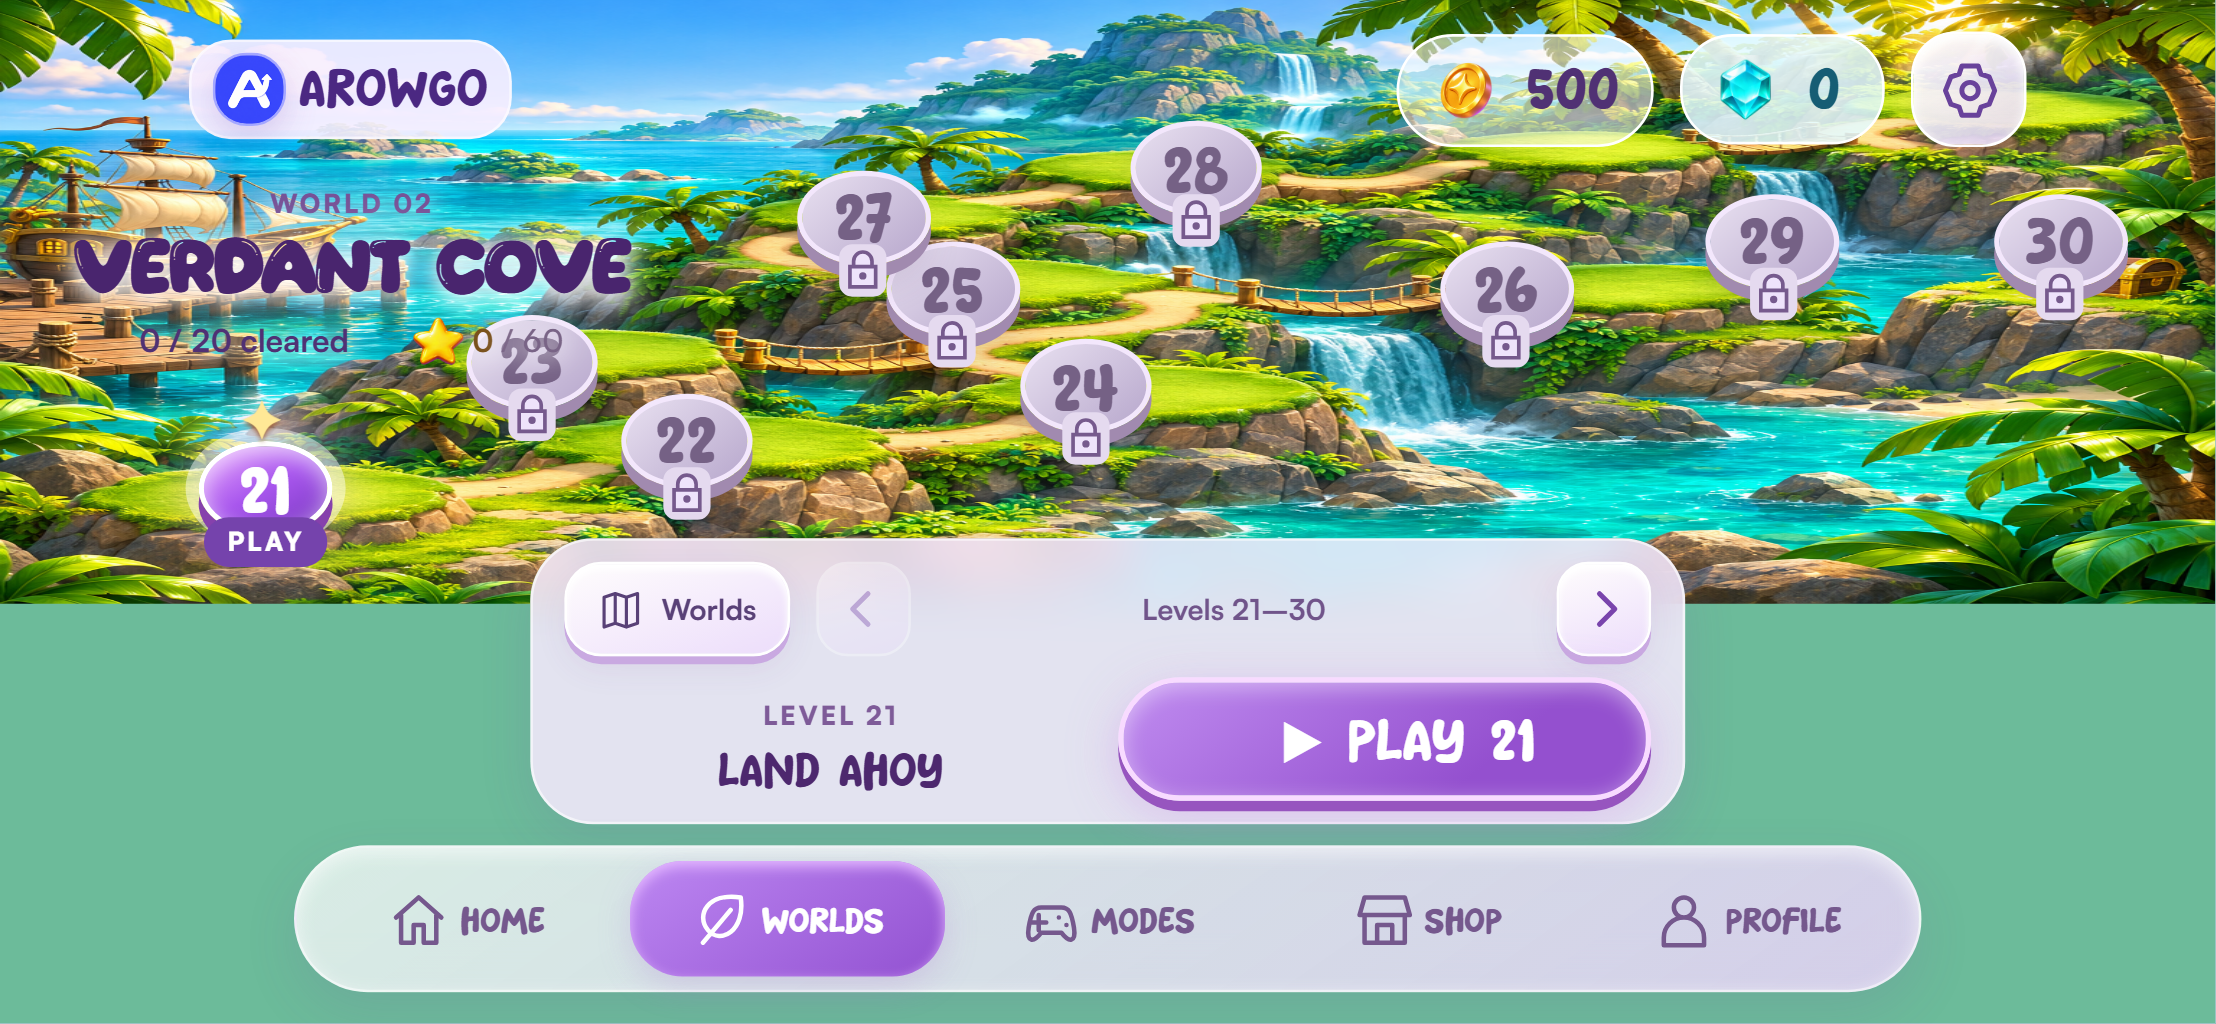 AROWGO
500
0
WORLD 02
VERDANT COVE
0 / 20 cleared
0 / 60
28
27
29
30
25
26
23
24
22
21
PLAY
Worlds
Levels 21—30
LEVEL 21
LAND AHOY
PLAY 21
HOME
WORLDS
MODES
SHOP
PROFILE